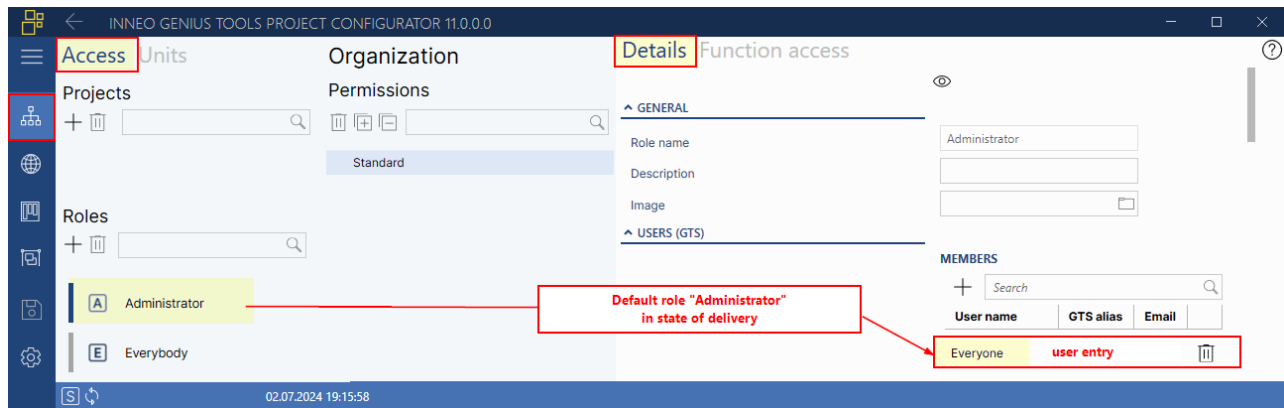 INNEO GENIUS TOOLS PROJECT CONFIGURATOR 11.0.0.0
Access Units
Organization
Details Function access
Projects
Permissions
GENERAL
Role name
Administrator
Standard
Description
Image
Roles
USERS (GTS)
MEMBERS
Search
A Administrator
Default role "Administrator"
in state of delivery
User name GTS alias Email
E Everybody
Everyone user entry
S 02.07.2024 19:15:58